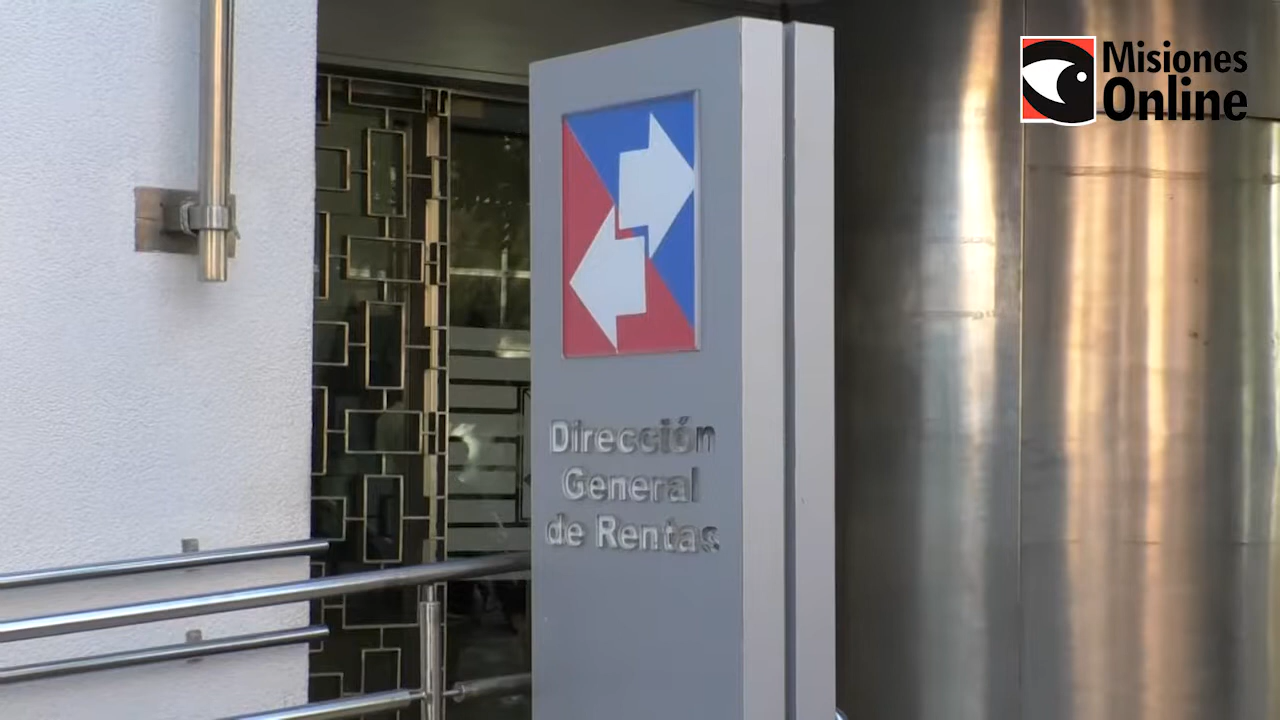 Misiones
Online
Dirección
General
de Rentas